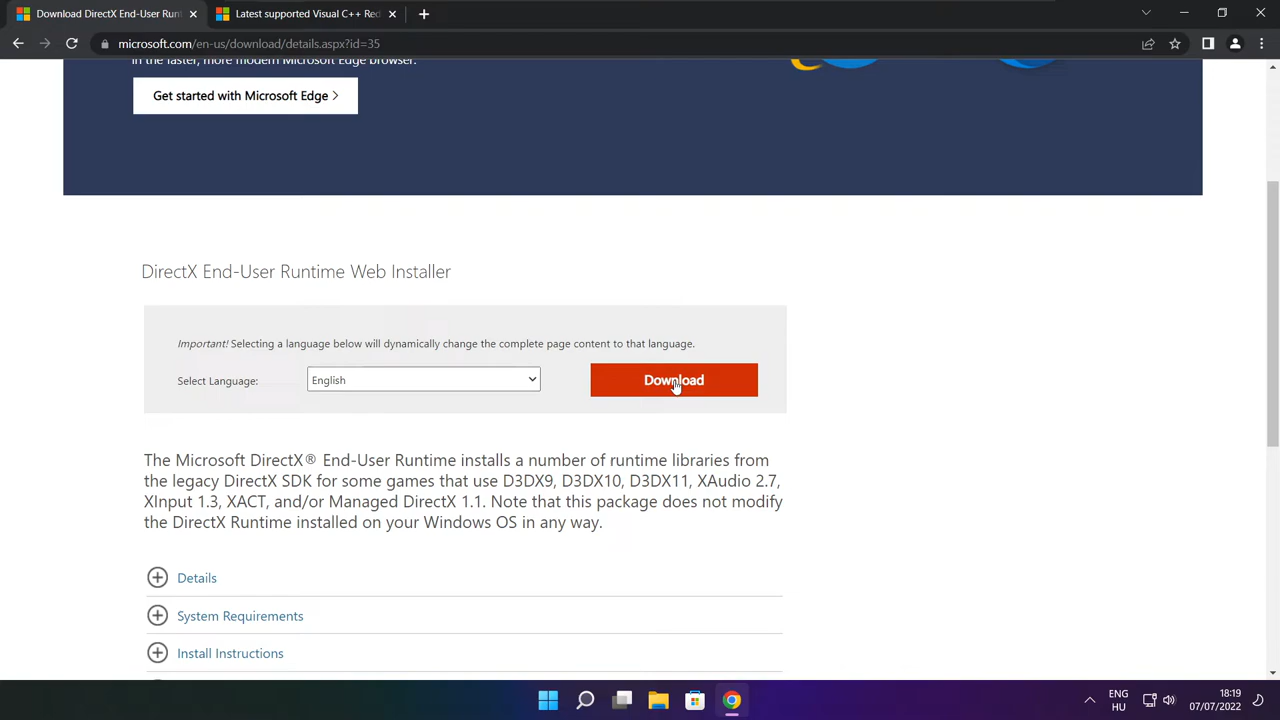 Download DirectX End-User Runt
Latest supported Visual C++ Red
microsoft.com/en-us/download/details.aspx?id=35
in the faster, more modern Microsoft Edge browser.
Get started with Microsoft Edge
DirectX End-User Runtime Web Installer
Important! Selecting a language below will dynamically change the complete page content to that language.
Select Language:
English
Download
The Microsoft DirectX® End-User Runtime installs a number of runtime libraries from
the legacy DirectX SDK for some games that use D3DX9, D3DX10, D3DX11, XAudio 2.7,
XInput 1.3, XACT, and/or Managed DirectX 1.1. Note that this package does not modify
the DirectX Runtime installed on your Windows OS in any way.
Details
System Requirements
Install Instructions
ENG
HU
18:19
07/07/2022